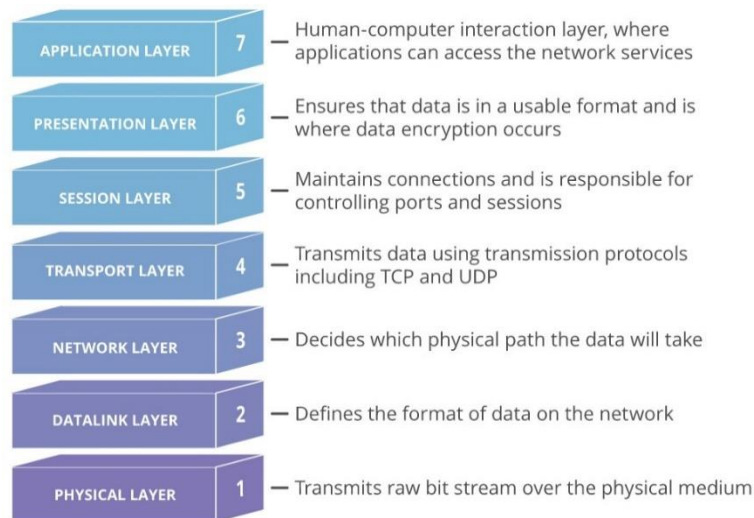 APPLICATION LAYER 7 — Human-computer interaction layer, where
applications can access the network services
PRESENTATION LAYER 6 — Ensures that data is in a usable format and is
where data encryption occurs
SESSION LAYER 5 — Maintains connections and is responsible for
controlling ports and sessions
TRANSPORT LAYER 4 — Transmits data using transmission protocols
including TCP and UDP
NETWORK LAYER 3 — Decides which physical path the data will take
DATALINK LAYER 2 — Defines the format of data on the network
PHYSICAL LAYER 1 — Transmits raw bit stream over the physical medium